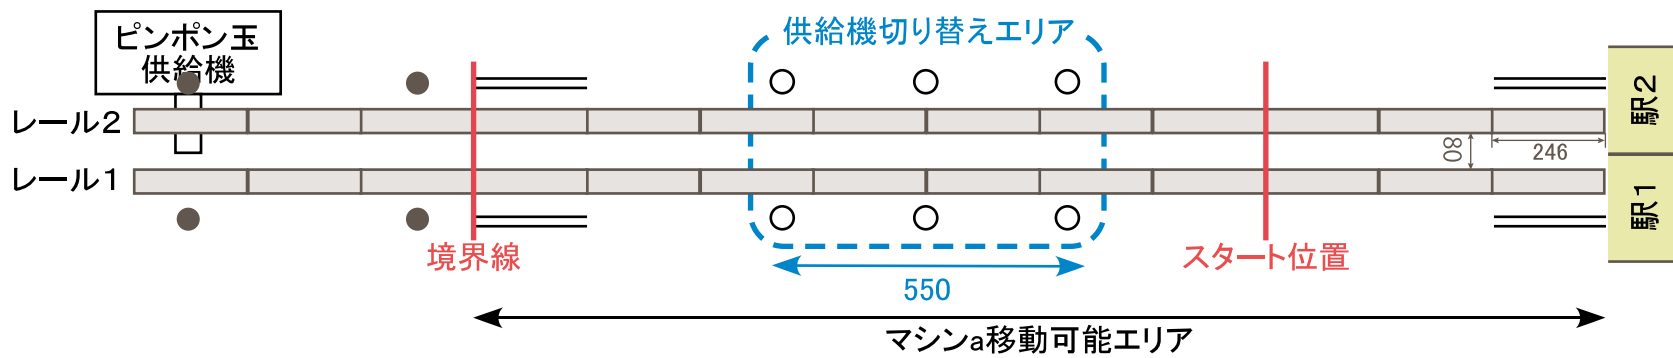 ピンポン玉
供給機
供給機切り替えエリア
レール2
駅2
80
246
レール1
駅1
境界線
スタート位置
550
マシンa移動可能エリア